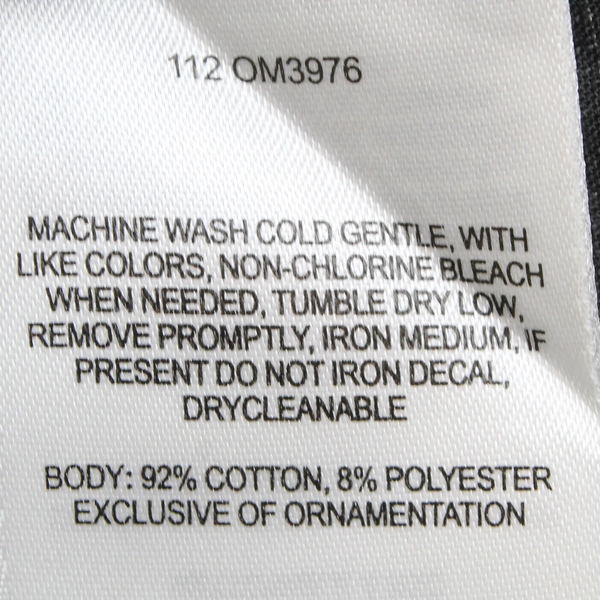 112 OM3976
MACHINE WASH COLD GENTLE, WITH
LIKE COLORS, NON-CHLORINE BLEACH
WHEN NEEDED, TUMBLE DRY LOW,
REMOVE PROMPTLY, IRON MEDIUM, IF
PRESENT DO NOT IRON DECAL,
DRYCLEANABLE
BODY: 92% COTTON, 8% POLYESTER
EXCLUSIVE OF ORNAMENTATION